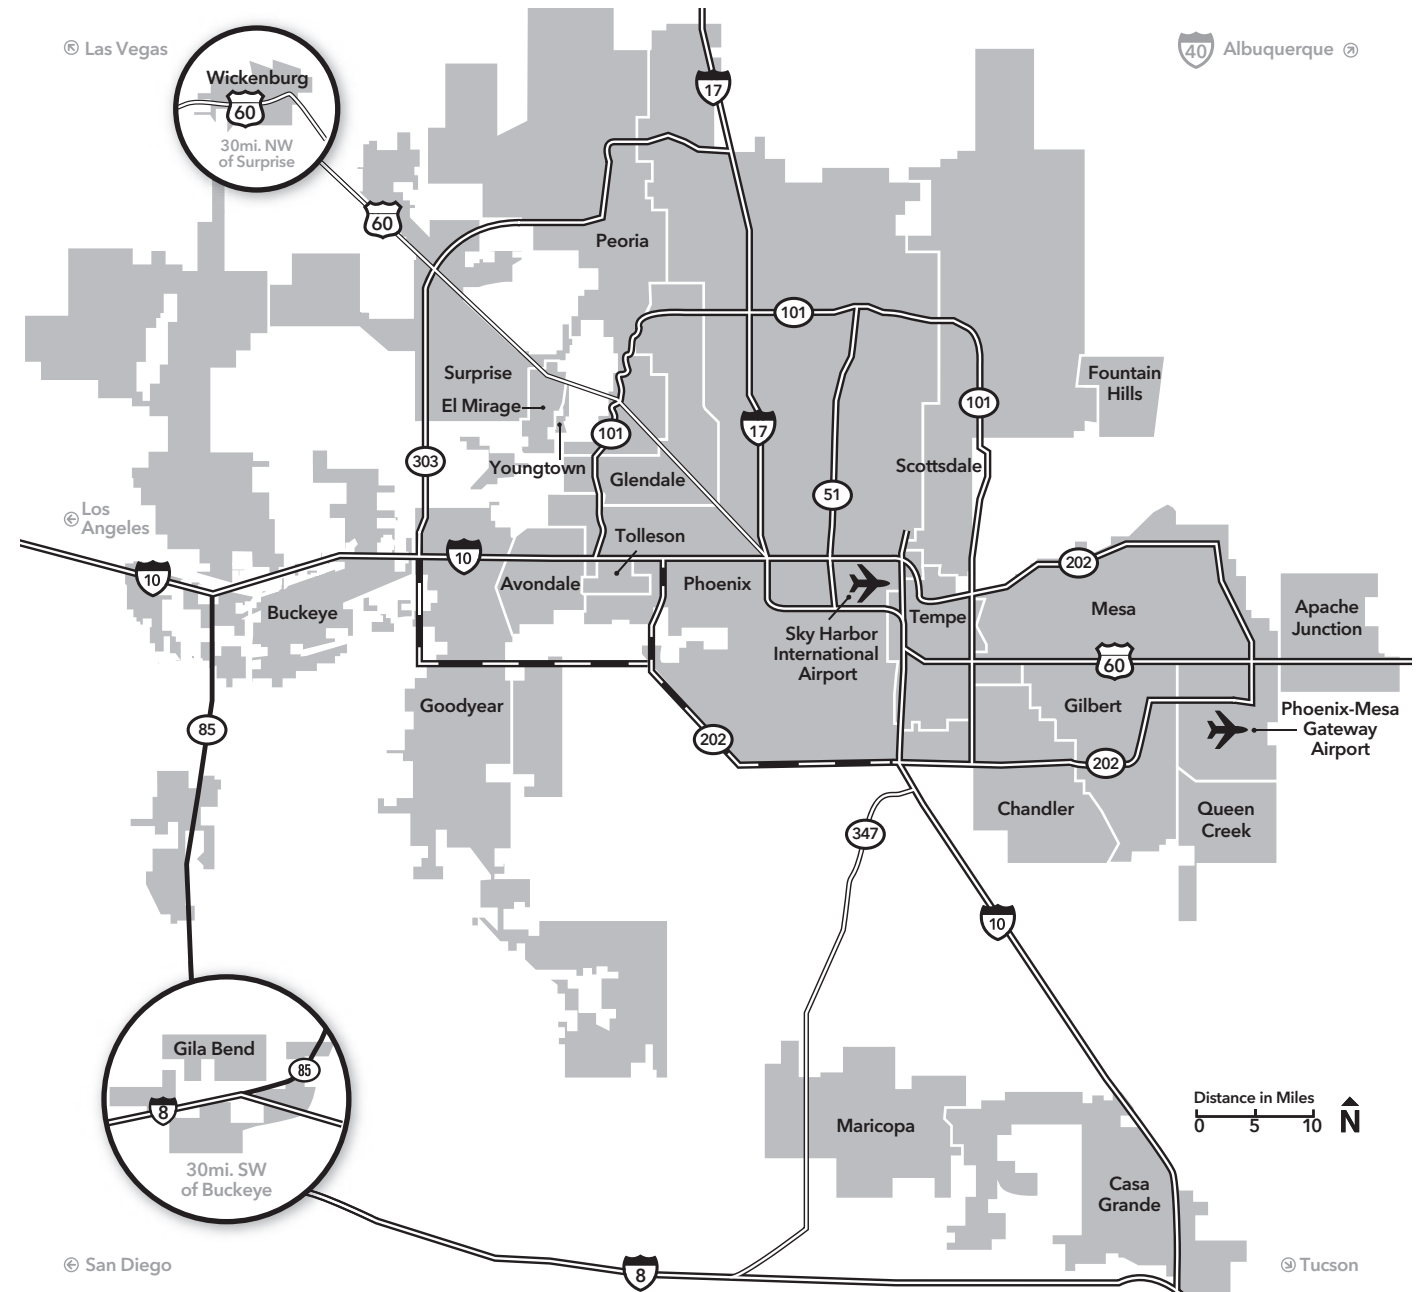 Las Vegas
40
Albuquerque
Wickenburg
60
30mi. NW
of Surprise
17
60
Peoria
101
Surprise
El Mirage
Fountain
Hills
101
17
101
303
Youngtown
Glendale
Scottsdale
51
Los
Angeles
Tolleson
10
10
Avondale
Phoenix
202
Buckeye
Tempe
Mesa
Apache
Junction
Sky Harbor
International
Airport
60
Goodyear
Gilbert
Phoenix-Mesa
Gateway
Airport
85
202
202
Chandler
Queen
Creek
347
10
Gila Bend
85
8
30mi. SW
of Buckeye
Maricopa
Distance in Miles
0 5 10
N
Casa
Grande
San Diego
8
Tucson